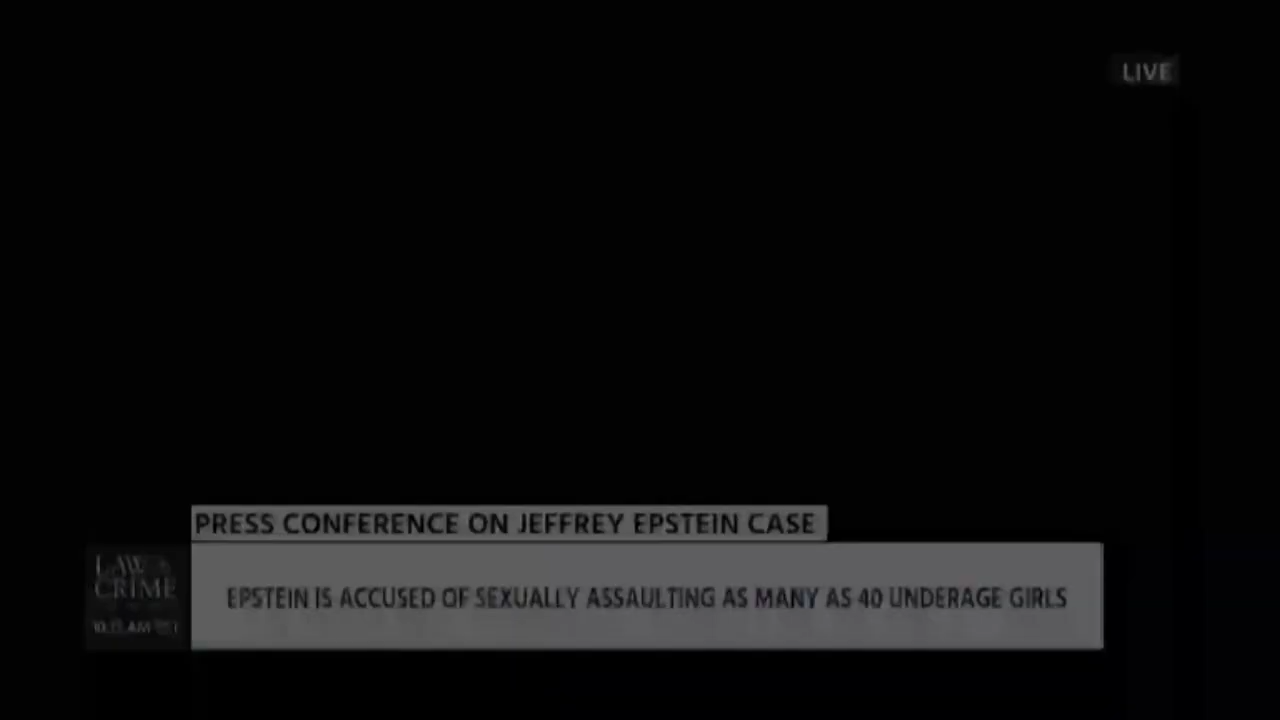 LIVE
PRESS CONFERENCE ON JEFFREY EPSTEIN CASE
LAW &
CRIME
EPSTEIN IS ACCUSED OF SEXUALLY ASSAULTING AS MANY AS 40 UNDERAGE GIRLS
AM